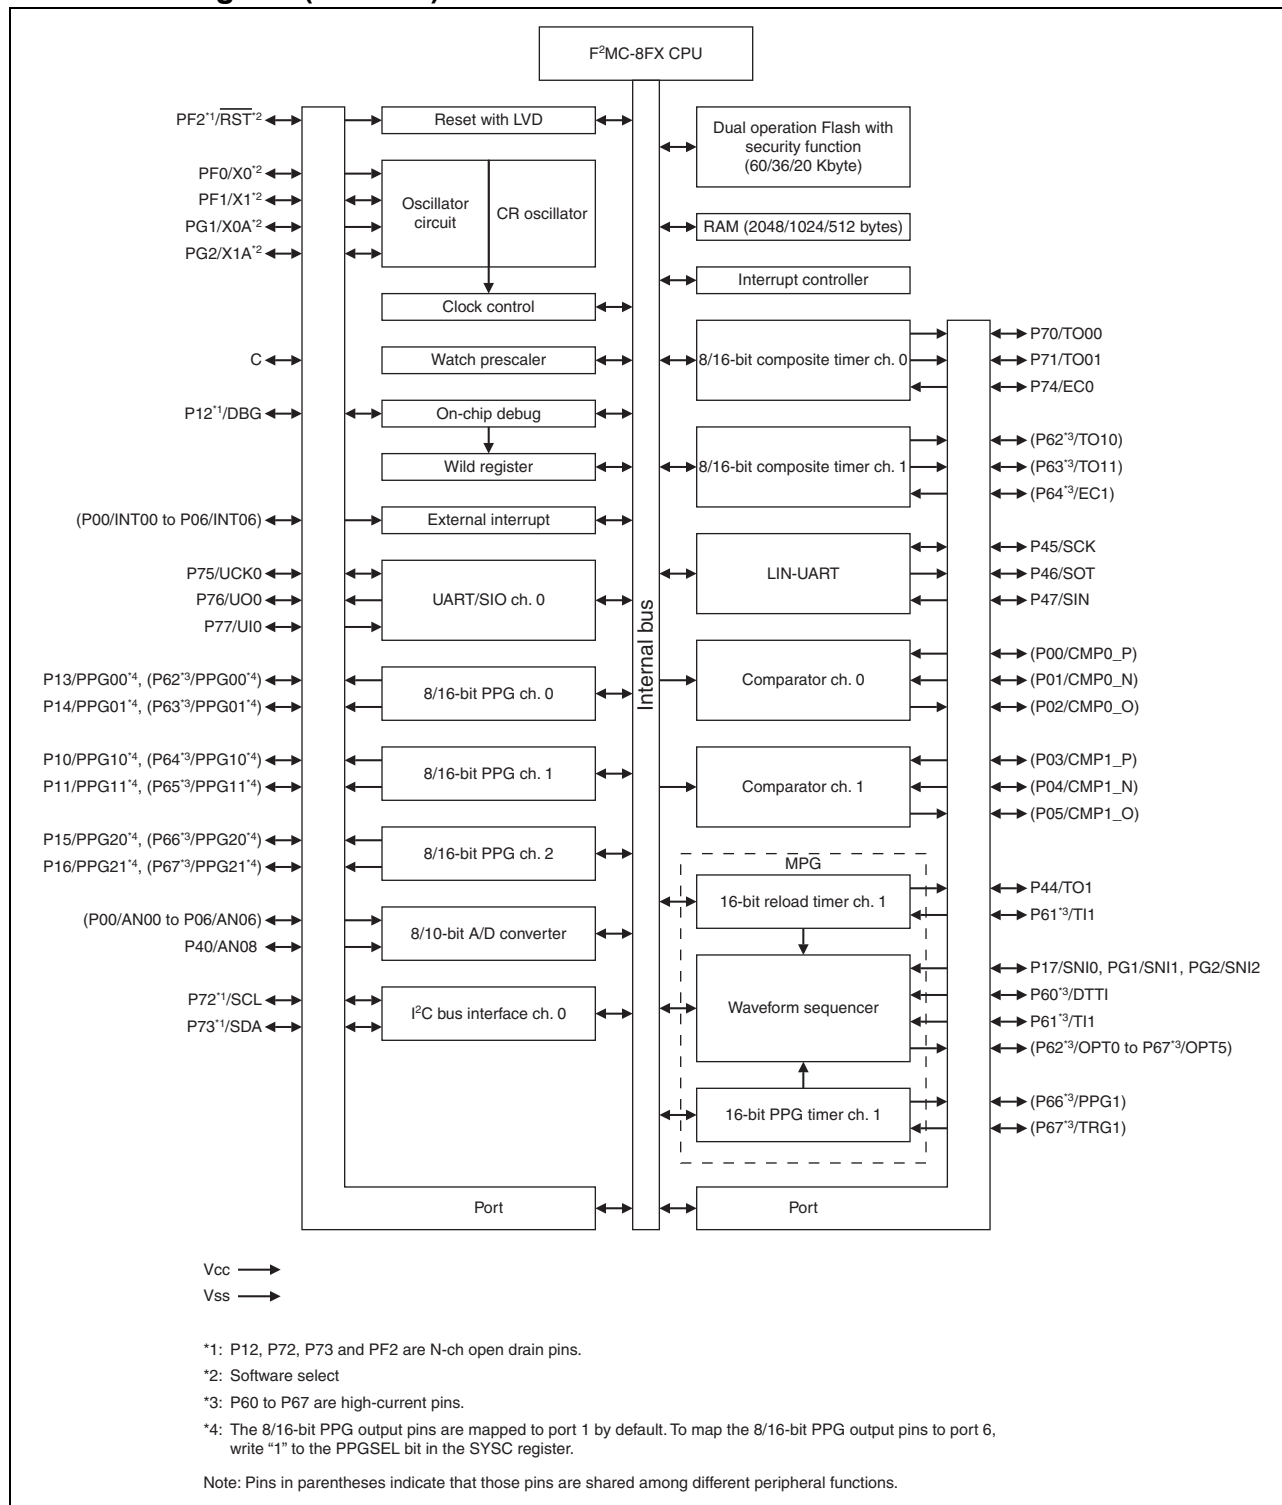 F²MC-8FX CPU
PF2*1/RST*2
Reset with LVD
Dual operation Flash with
security function
(60/36/20 Kbyte)
PF0/X0*2
PF1/X1*2
PG1/X0A*2
PG2/X1A*2
Oscillator
circuit
CR oscillator
RAM (2048/1024/512 bytes)
Interrupt controller
Clock control
C
Watch prescaler
8/16-bit composite timer ch. 0
P70/TO00
P71/TO01
P74/EC0
P12*1/DBG
On-chip debug
Wild register
8/16-bit composite timer ch. 1
(P62*3/TO10)
(P63*3/TO11)
(P64*3/EC1)
(P00/INT00 to P06/INT06)
External interrupt
P75/UCK0
P76/UO0
P77/UI0
UART/SIO ch. 0
LIN-UART
P45/SCK
P46/SOT
P47/SIN
Internal bus
P13/PPG00*4, (P62*3/PPG00*4)
P14/PPG01*4, (P63*3/PPG01*4)
8/16-bit PPG ch. 0
Comparator ch. 0
(P00/CMP0_P)
(P01/CMP0_N)
(P02/CMP0_O)
P10/PPG10*4, (P64*3/PPG10*4)
P11/PPG11*4, (P65*3/PPG11*4)
8/16-bit PPG ch. 1
Comparator ch. 1
(P03/CMP1_P)
(P04/CMP1_N)
(P05/CMP1_O)
P15/PPG20*4, (P66*3/PPG20*4)
P16/PPG21*4, (P67*3/PPG21*4)
8/16-bit PPG ch. 2
MPG
16-bit reload timer ch. 1
P44/TO1
P61*3/TI1
(P00/AN00 to P06/AN06)
P40/AN08
8/10-bit A/D converter
P72*1/SCL
P73*1/SDA
I²C bus interface ch. 0
Waveform sequencer
P17/SNI0, PG1/SNI1, PG2/SNI2
P60*3/DTTI
P61*3/TI1
(P62*3/OPT0 to P67*3/OPT5)
16-bit PPG timer ch. 1
(P66*3/PPG1)
(P67*3/TRG1)
Port
Port
Vcc
Vss
*1: P12, P72, P73 and PF2 are N-ch open drain pins.
*2: Software select
*3: P60 to P67 are high-current pins.
*4: The 8/16-bit PPG output pins are mapped to port 1 by default. To map the 8/16-bit PPG output pins to port 6,
write “1” to the PPGSEL bit in the SYSC register.
Note: Pins in parentheses indicate that those pins are shared among different peripheral functions.